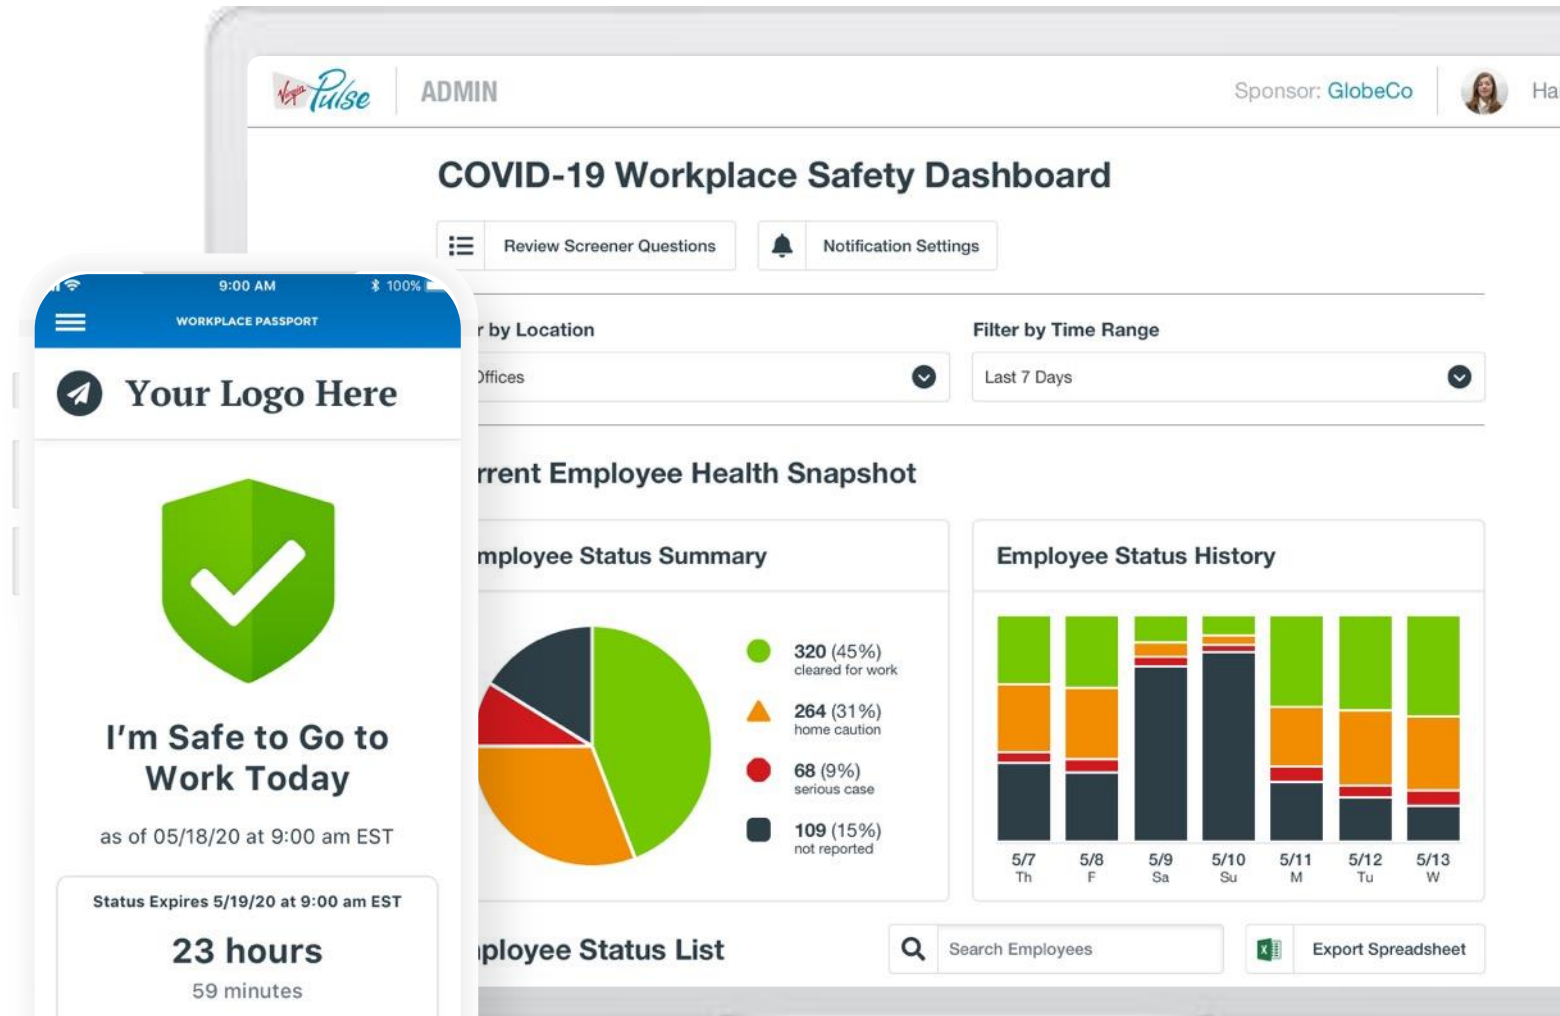 Virgin Pulse
ADMIN
Sponsor: GlobeCo
COVID-19 Workplace Safety Dashboard
Review Screener Questions
Notification Settings
by Location
Filter by Time Range
Offices
Last 7 Days
Employee Health Snapshot
Status Summary
320 (45%)
cleared for work
264 (31%)
home caution
68 (9%)
serious case
109 (15%)
not reported
Employee Status History
5/7
Th
5/8
F
5/9
Sa
5/10
Su
5/11
M
5/12
Tu
5/13
W
Status List
Search Employees
Export Spreadsheet
9:00 AM
100%
WORKPLACE PASSPORT
Your Logo Here
I'm Safe to Go to
Work Today
as of 05/18/20 at 9:00 am EST
Status Expires 5/19/20 at 9:00 am EST
23 hours
59 minutes